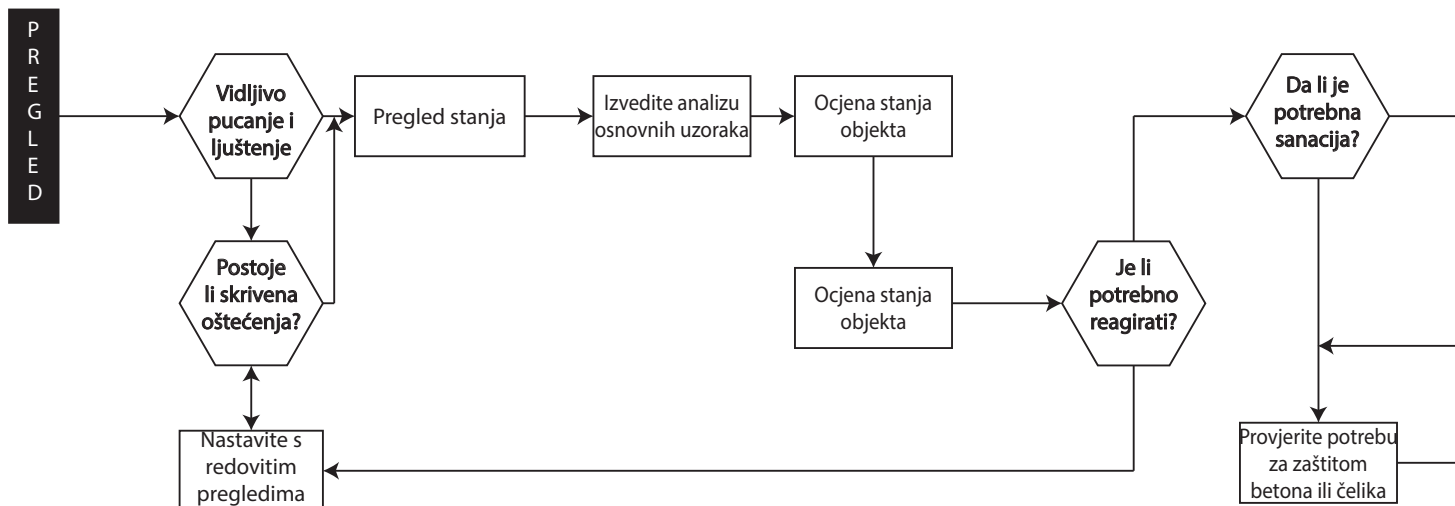 PREGLED
Vidljivo
pucanje i
ljuštenje
Pregled stanja
Izvedite analizu
osnovnih uzoraka
Ocjena stanja
objekta
Da li je
potrebna
sanacija?
Postoje
li skrivena
oštećenja?
Ocjena stanja
objekta
Je li
potrebno
reagirati?
Nastavite s
redovitim
pregledima
Provjerite potrebu
za zaštitom
betona ili čelika